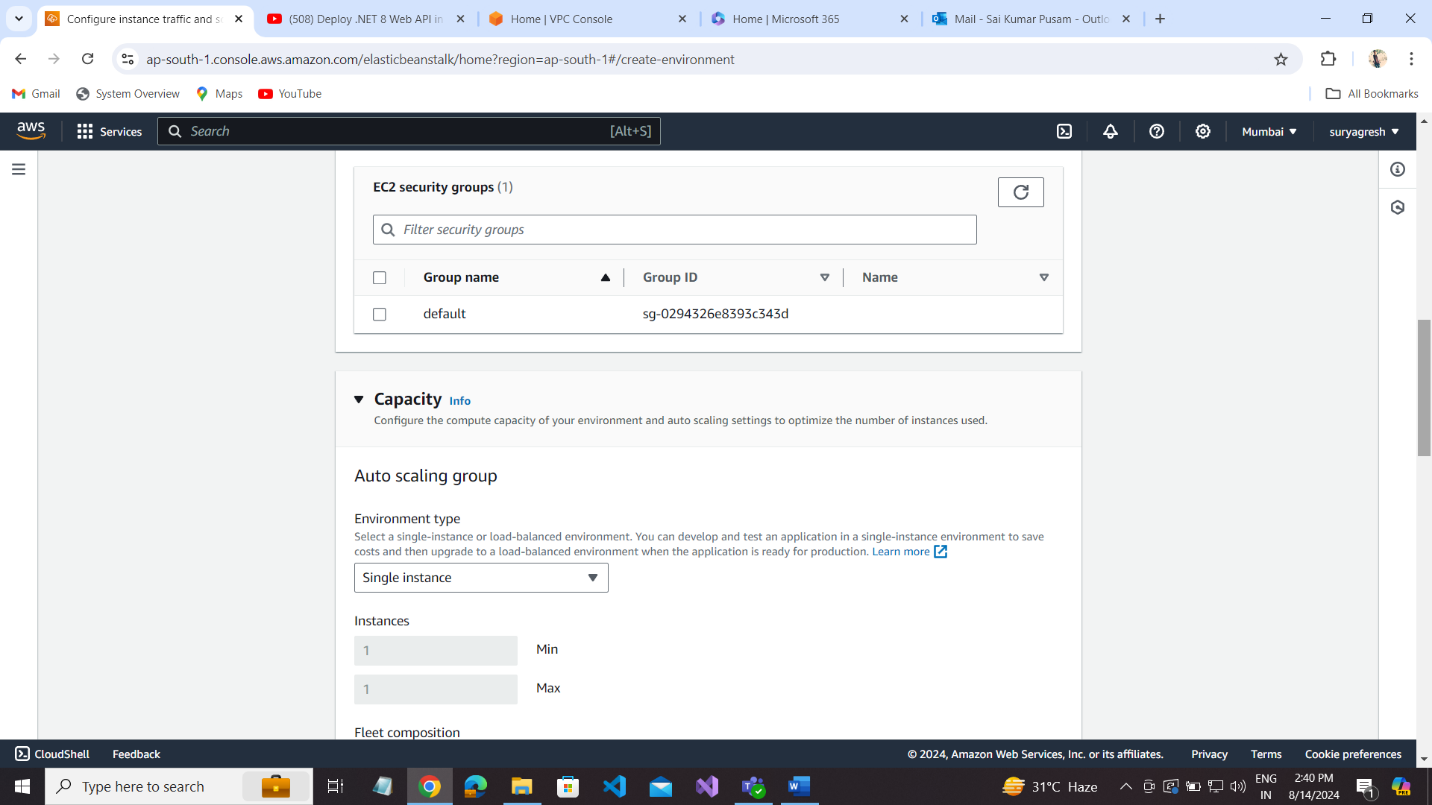 Configure instance traffic and s
(508) Deploy .NET 8 Web API in
Home | VPC Console
Home | Microsoft 365
Mail - Sai Kumar Pusam - Outlo
ap-south-1.console.aws.amazon.com/elasticbeanstalk/home?region=ap-south-1#/create-environment
Gmail
System Overview
Maps
YouTube
All Bookmarks
aws
Services
Search
[Alt+S]
Mumbai
suryagresh
EC2 security groups (1)
Filter security groups
Group name
Group ID
Name
default
sg-0294326e8393c343d
Capacity Info
Configure the compute capacity of your environment and auto scaling settings to optimize the number of instances used.
Auto scaling group
Environment type
Select a single-instance or load-balanced environment. You can develop and test an application in a single-instance environment to save
costs and then upgrade to a load-balanced environment when the application is ready for production. Learn more
Single instance
Instances
1
Min
1
Max
Fleet composition
CloudShell
Feedback
© 2024, Amazon Web Services, Inc. or its affiliates.
Privacy
Terms
Cookie preferences
Type here to search
31°C Haze
ENG
IN
2:40 PM
8/14/2024
1